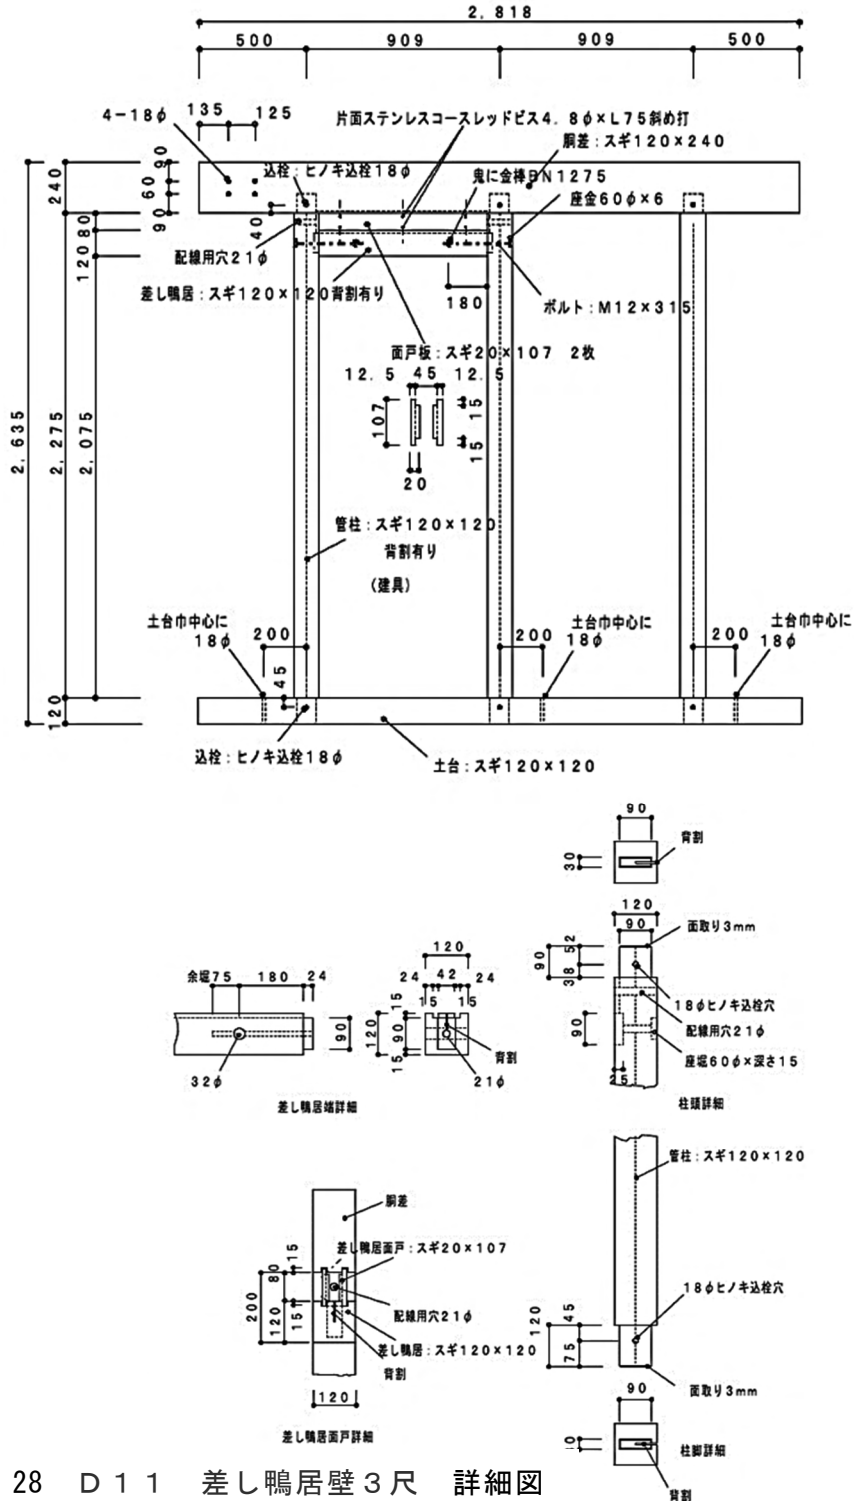 2,818
500 909 909 500
4−18φ 135 125
片面ステンレスコースレッドビス4.8φ×L75斜め打
胴差:スギ120×240
込栓:ヒノキ込栓18φ
鬼に金棒BN1275
座金60φ×6
240
90
60
90
40
80
120
配線用穴21φ
差し鴨居:スギ120×120背割有り
180
ボルト:M12×315
面戸板:スギ20×107 2枚
12.5 45 12.5
107
15
15
20
2,635
2,275
2,075
管柱:スギ120×120
背割有り
(建具)
土台巾中心に
18φ
200
土台巾中心に
18φ
200
土台巾中心に
18φ
200
45
120
込栓:ヒノキ込栓18φ
土台:スギ120×120
90
背割
30
120
90
面取り3mm
90
52
38
18φヒノキ込栓穴
配線用穴21φ
90
座堀60φ×深さ15
25
柱頭詳細
余堀75 180 24
90
32φ
差し鴨居端詳細
120
24 42 24
15 15
120
15
90
15
背割
21φ
管柱:スギ120×120
18φヒノキ込栓穴
120
45
75
面取り3mm
90
柱脚詳細
背割
胴差
差し鴨居面戸:スギ20×107
15
80
200
120
15
配線用穴21φ
差し鴨居:スギ120×120
背割
120
差し鴨居面戸詳細
28 D11 差し鴨居壁3尺 詳細図